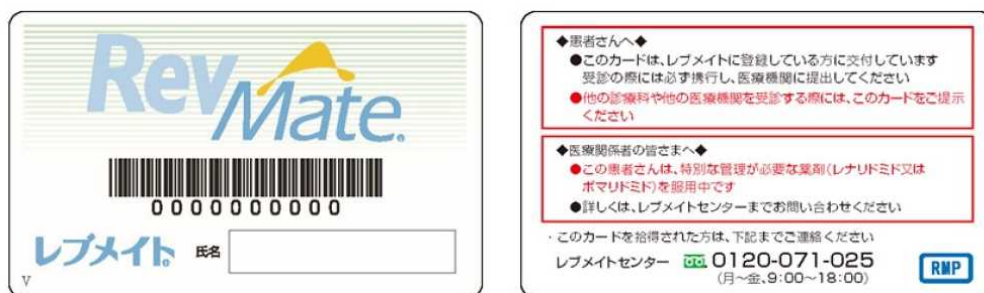 RevMate®
0000000000
レブメイト®
氏名
V
◆患者さんへ◆
●このカードは、レブメイトに登録している方に交付しています
受診の際には必ず携行し、医療機関に提出してください
●他の診療科や他の医療機関を受診する際には、このカードをご提示
ください
◆医療関係者の皆さまへ◆
●この患者さんは、特別な管理が必要な薬剤(レナリドミド又は
ポマリドミド)を服用中です
●詳しくは、レブメイトセンターまでお問い合わせください
・このカードを拾得された方は、下記までご連絡ください
レブメイトセンター 0120-071-025
(月~金、9:00~18:00)
RMP